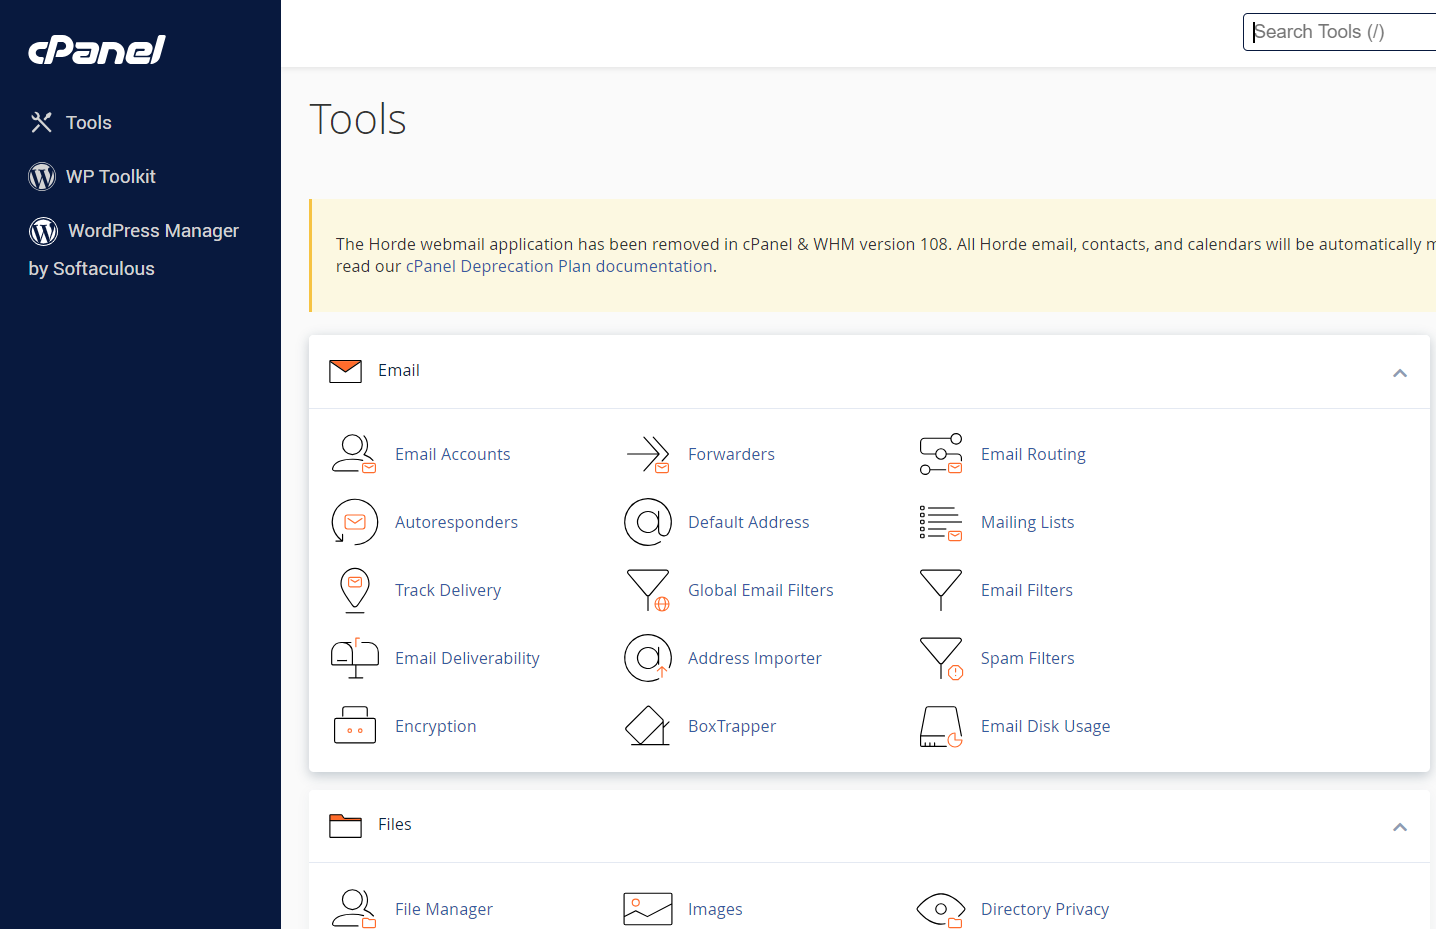 cPanel
Search Tools (/)
Tools
WP Toolkit
WordPress Manager
by Softaculous
Tools
The Horde webmail application has been removed in cPanel & WHM version 108. All Horde email, contacts, and calendars will be automatically
read our cPanel Deprecation Plan documentation.
Email
Email Accounts
Forwarders
Email Routing
Autoresponders
Default Address
Mailing Lists
Track Delivery
Global Email Filters
Email Filters
Email Deliverability
Address Importer
Spam Filters
Encryption
BoxTrapper
Email Disk Usage
Files
File Manager
Images
Directory Privacy